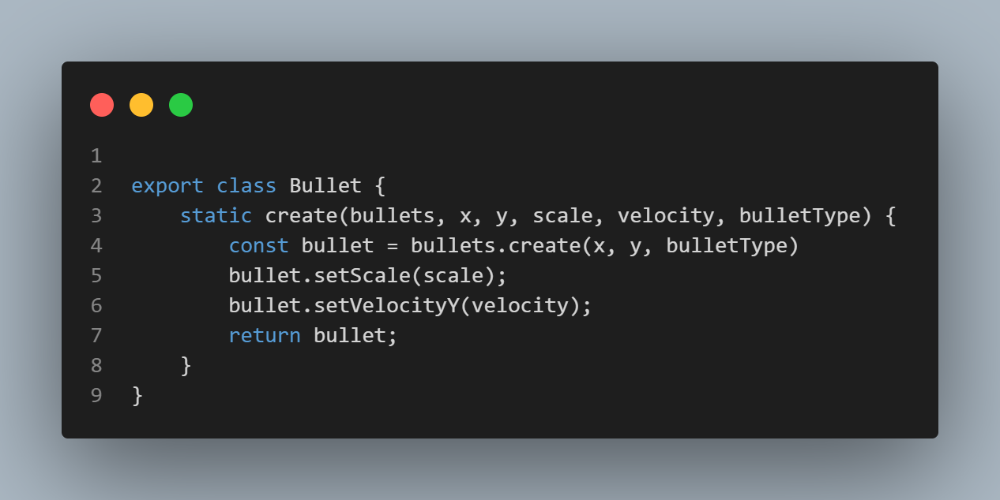 1
2 export class Bullet {
3     static create(bullets, x, y, scale, velocity, bulletType) {
4         const bullet = bullets.create(x, y, bulletType)
5         bullet.setScale(scale);
6         bullet.setVelocityY(velocity);
7         return bullet;
8     }
9 }